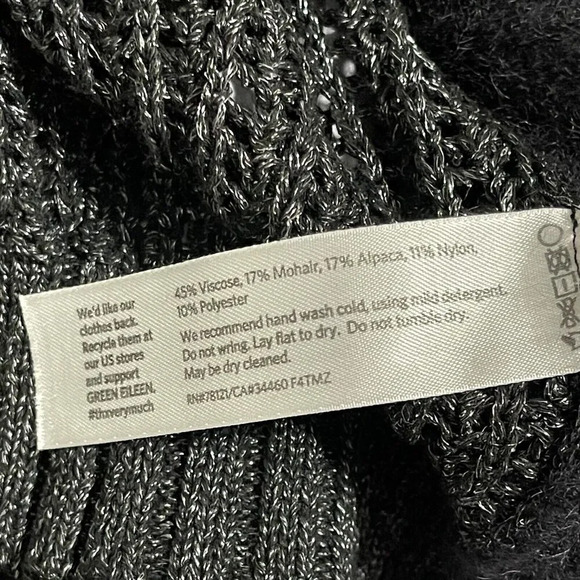 We'd like our
clothes back.
Recycle them at
our US stores
and support
GREEN EILEEN.
#thxverymuch
45% Viscose, 17% Mohair, 17% Alpaca, 11% Nylon,
10% Polyester
We recommend hand wash cold, using mild detergent.
Do not wring. Lay flat to dry. Do not tumble dry.
May be dry cleaned.
RN#78121/CA#34460 F4TMZ